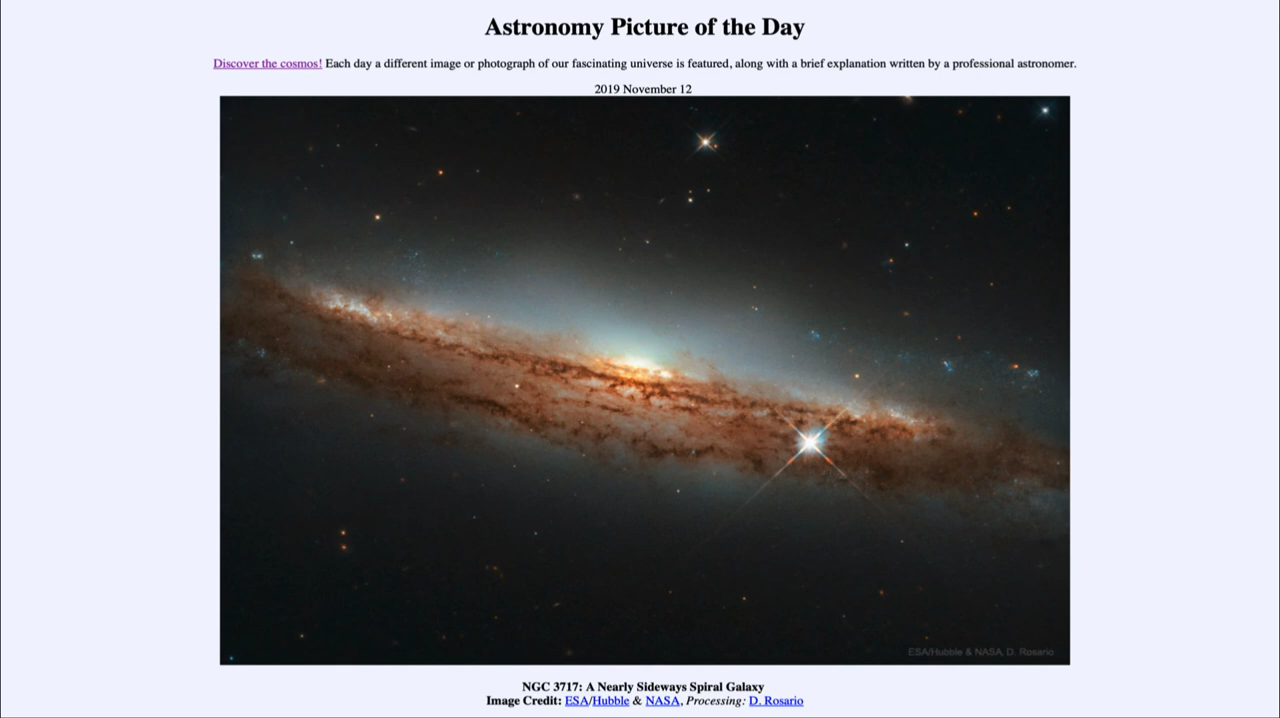 Astronomy Picture of the Day
Discover the cosmos! Each day a different image or photograph of our fascinating universe is featured, along with a brief explanation written by a professional astronomer.
2019 November 12
ESA/Hubble & NASA, D. Rosario
NGC 3717: A Nearly Sideways Spiral Galaxy
Image Credit: ESA/Hubble & NASA, Processing: D. Rosario